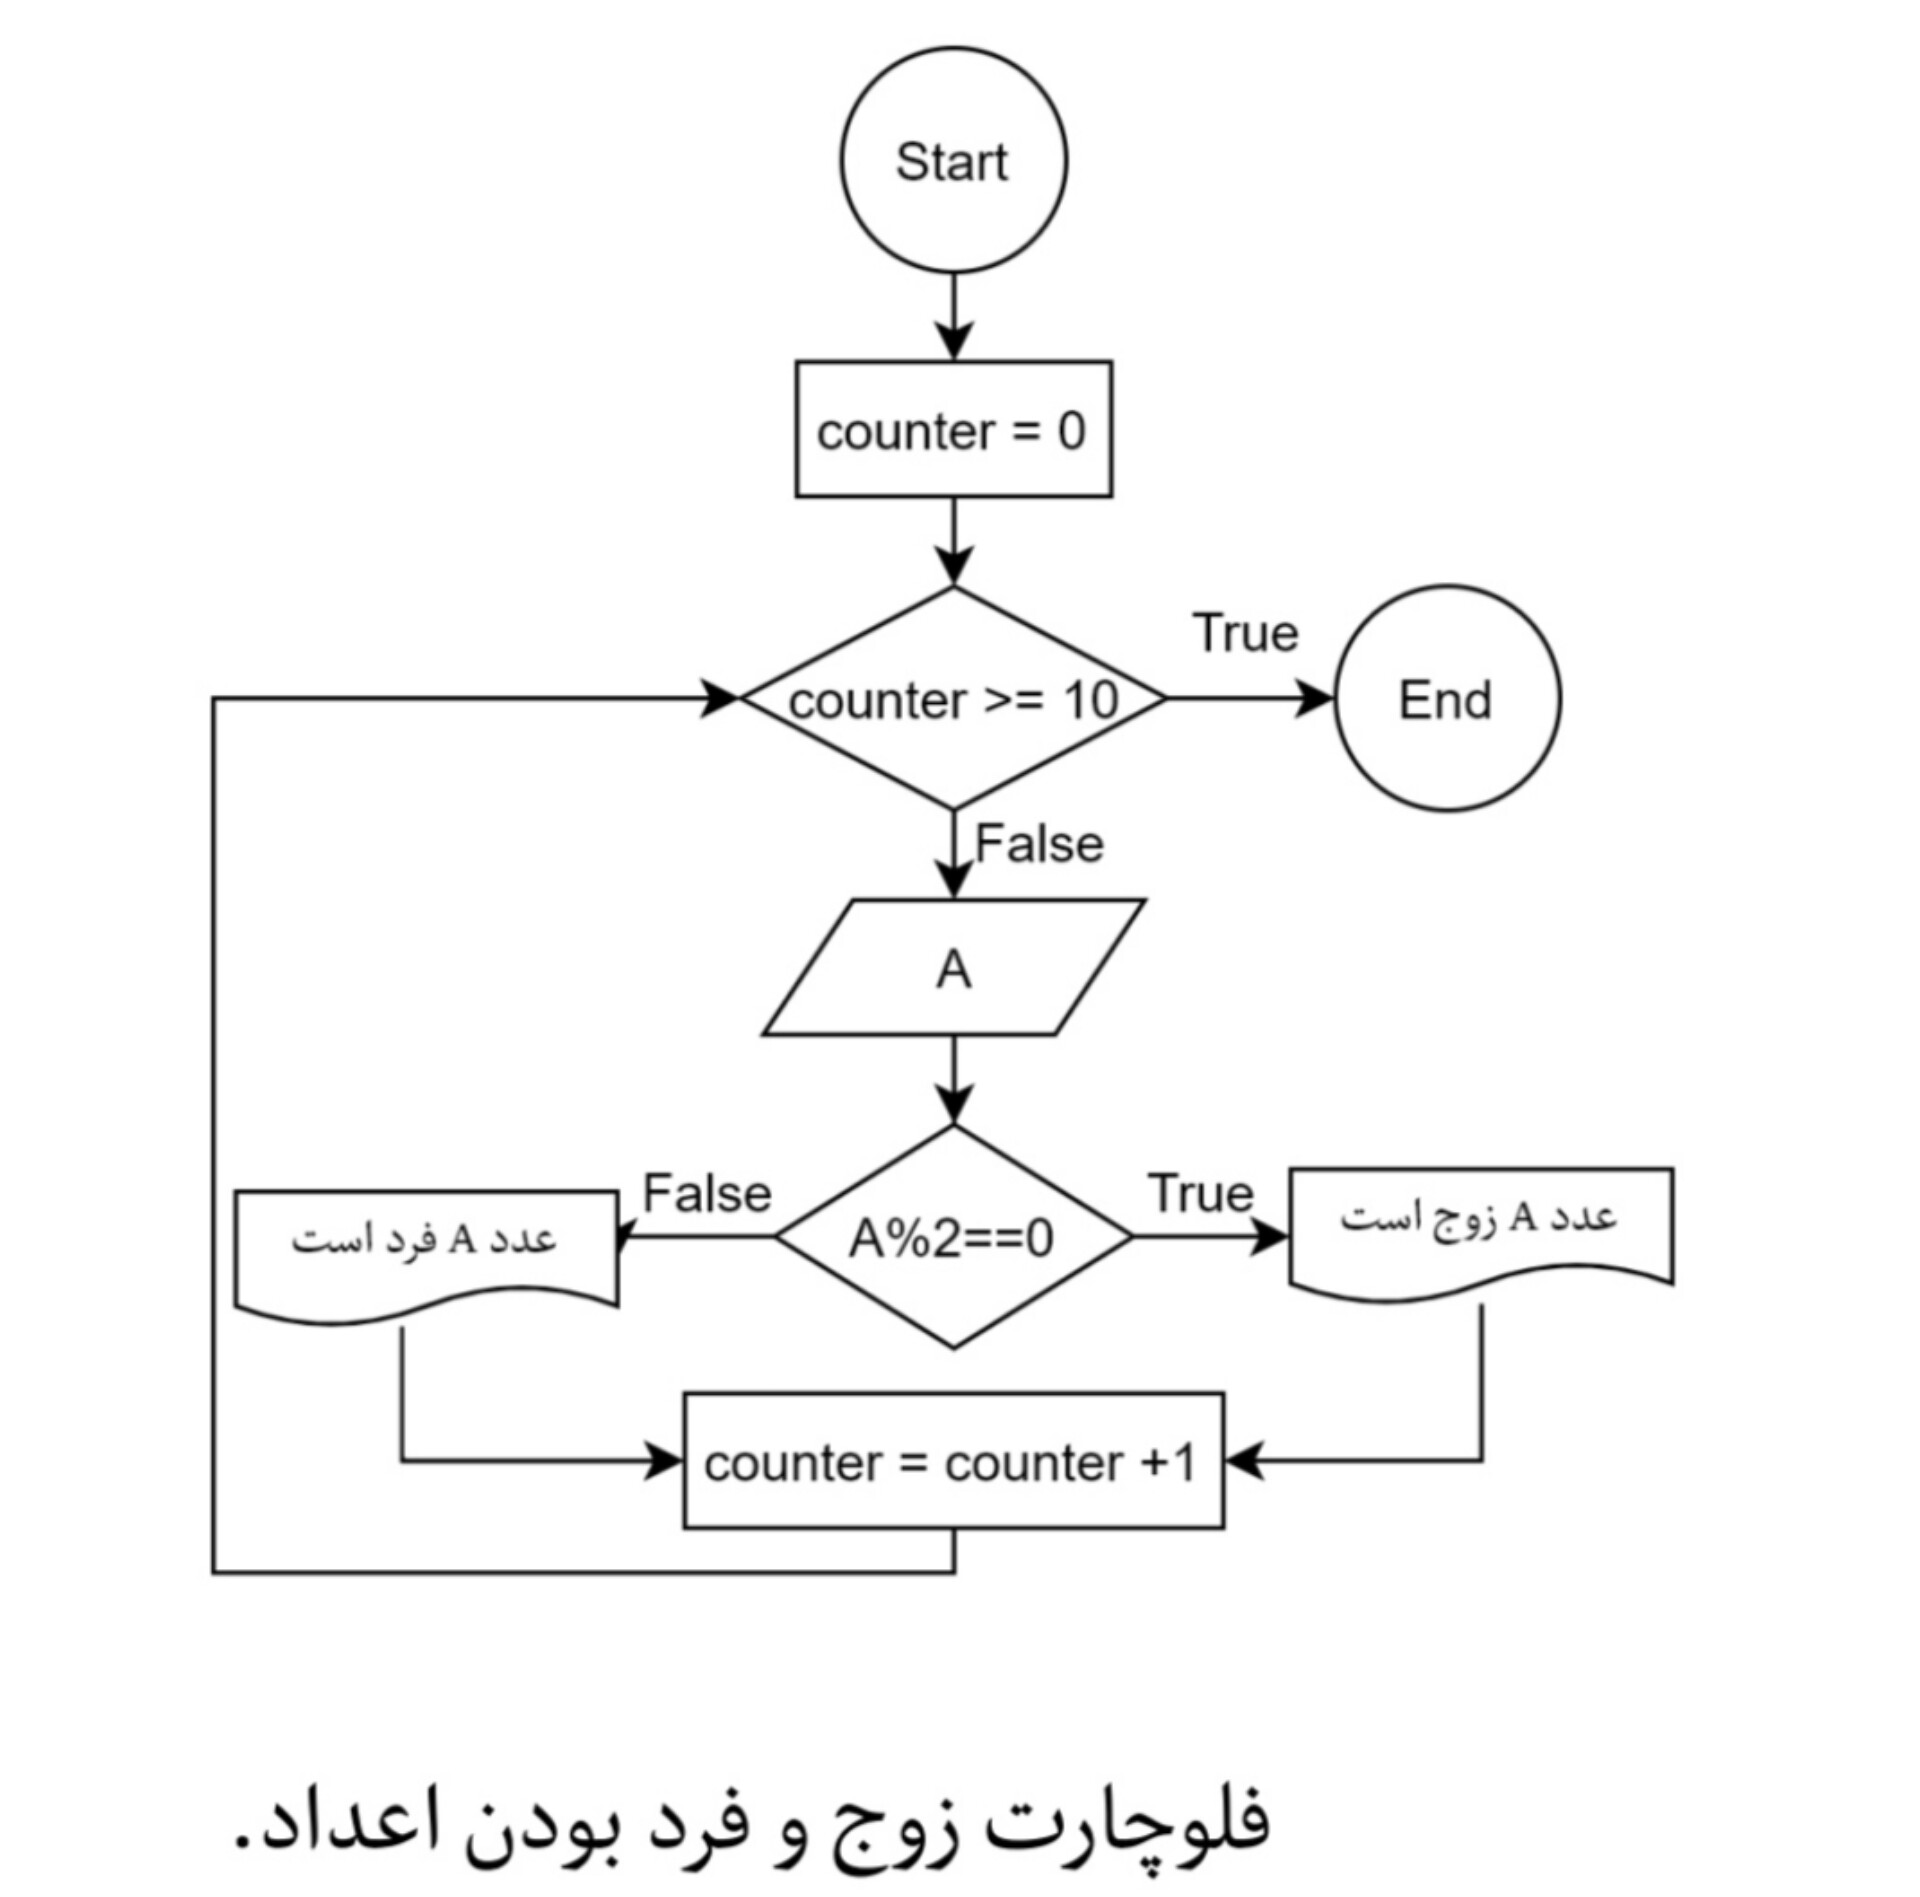 Start
counter = 0
counter >= 10
True
End
False
A
A%2==0
False
True
عدد A فرد است
عدد A زوج است
counter = counter +1
فلوچارت زوج و فرد بودن اعداد.